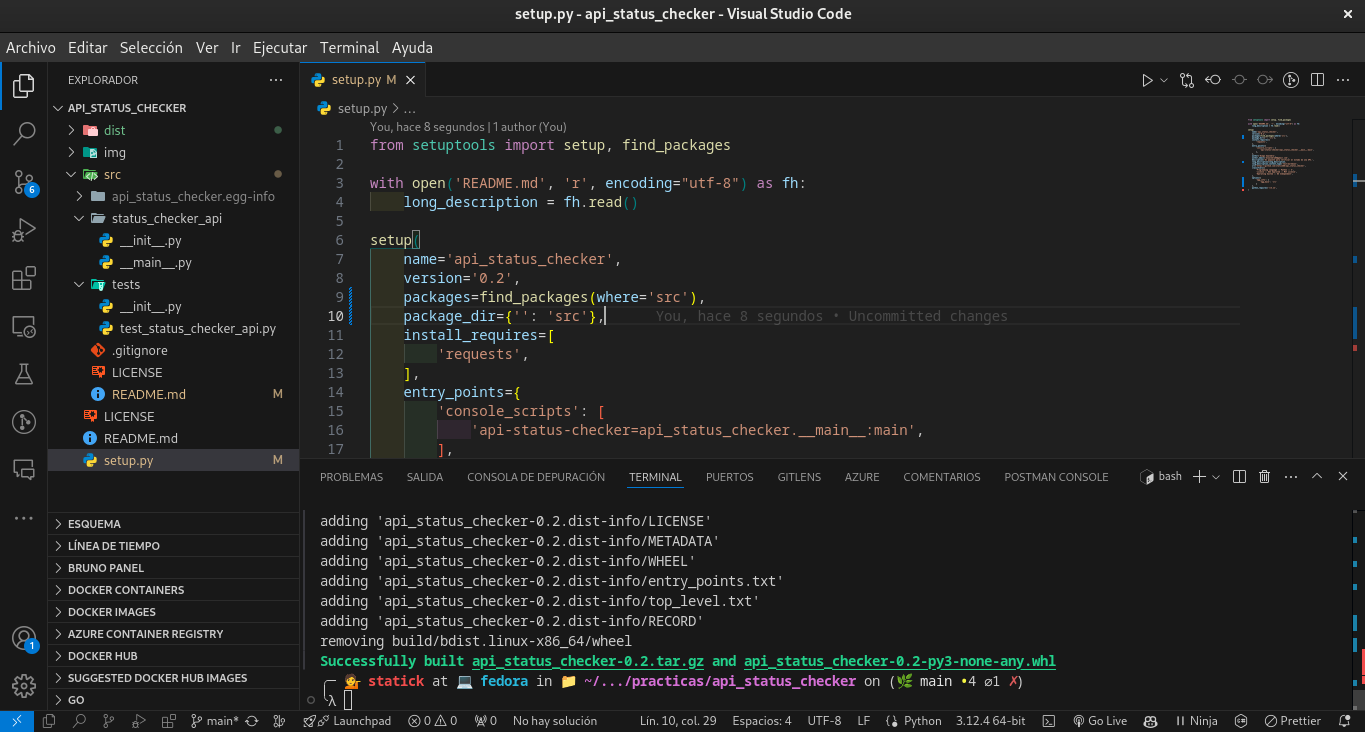 setup.py - api_status_checker - Visual Studio Code
Archivo Editar Selección Ver Ir Ejecutar Terminal Ayuda
EXPLORADOR
API_STATUS_CHECKER
dist
img
src
api_status_checker.egg-info
status_checker_api
__init__.py
__main__.py
tests
__init__.py
test_status_checker_api.py
.gitignore
LICENSE
README.md M
LICENSE
README.md
setup.py M
ESQUEMA
LÍNEA DE TIEMPO
BRUNO PANEL
DOCKER CONTAINERS
DOCKER IMAGES
AZURE CONTAINER REGISTRY
DOCKER HUB
SUGGESTED DOCKER HUB IMAGES
GO
6
1
setup.py M
setup.py > ...
You, hace 8 segundos | 1 author (You)
1 from setuptools import setup, find_packages
2
3 with open('README.md', 'r', encoding="utf-8") as fh:
4 long_description = fh.read()
5
6 setup(
7 name='api_status_checker',
8 version='0.2',
9 packages=find_packages(where='src'),
10 package_dir={'': 'src'}, You, hace 8 segundos • Uncommitted changes
11 install_requires=[
12 'requests',
13 ],
14 entry_points={
15 'console_scripts': [
16 'api-status-checker=api_status_checker.__main__:main',
17 ],
PROBLEMAS SALIDA CONSOLA DE DEPURACIÓN TERMINAL PUERTOS GITLENS AZURE COMENTARIOS POSTMAN CONSOLE bash
adding 'api_status_checker-0.2.dist-info/LICENSE'
adding 'api_status_checker-0.2.dist-info/METADATA'
adding 'api_status_checker-0.2.dist-info/WHEEL'
adding 'api_status_checker-0.2.dist-info/entry_points.txt'
adding 'api_status_checker-0.2.dist-info/top_level.txt'
adding 'api_status_checker-0.2.dist-info/RECORD'
removing build/bdist.linux-x86_64/wheel
Successfully built api_status_checker-0.2.tar.gz and api_status_checker-0.2-py3-none-any.whl
statick at fedora in ~/.../practicas/api_status_checker on (🌿 main •4 ⌀1 ✗)
λ
main* Launchpad 0 0 0 No hay solución Lín. 10, col. 29 Espacios: 4 UTF-8 LF Python 3.12.4 64-bit Go Live Ninja Prettier